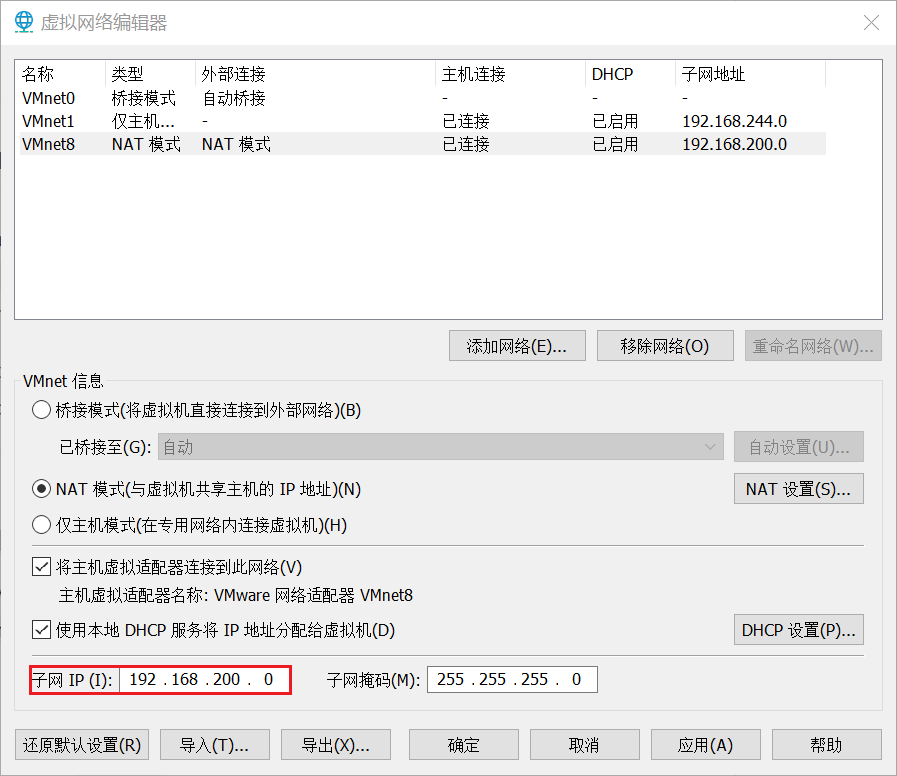 虚拟网络编辑器
名称 类型 外部连接 主机连接 DHCP 子网地址
VMnet0 桥接模式 自动桥接 - - -
VMnet1 仅主机... - 已连接 已启用 192.168.244.0
VMnet8 NAT 模式 NAT 模式 已连接 已启用 192.168.200.0
添加网络(E)... 移除网络(O) 重命名网络(W)...
VMnet 信息
桥接模式(将虚拟机直接连接到外部网络)(B)
已桥接至(G): 自动 自动设置(U)...
NAT 模式(与虚拟机共享主机的 IP 地址)(N) NAT 设置(S)...
仅主机模式(在专用网络内连接虚拟机)(H)
将主机虚拟适配器连接到此网络(V)
主机虚拟适配器名称: VMware 网络适配器 VMnet8
使用本地 DHCP 服务将 IP 地址分配给虚拟机(D) DHCP 设置(P)...
子网 IP (I): 192 . 168 . 200 . 0 子网掩码(M): 255 . 255 . 255 . 0
还原默认设置(R) 导入(T)... 导出(X)... 确定 取消 应用(A) 帮助